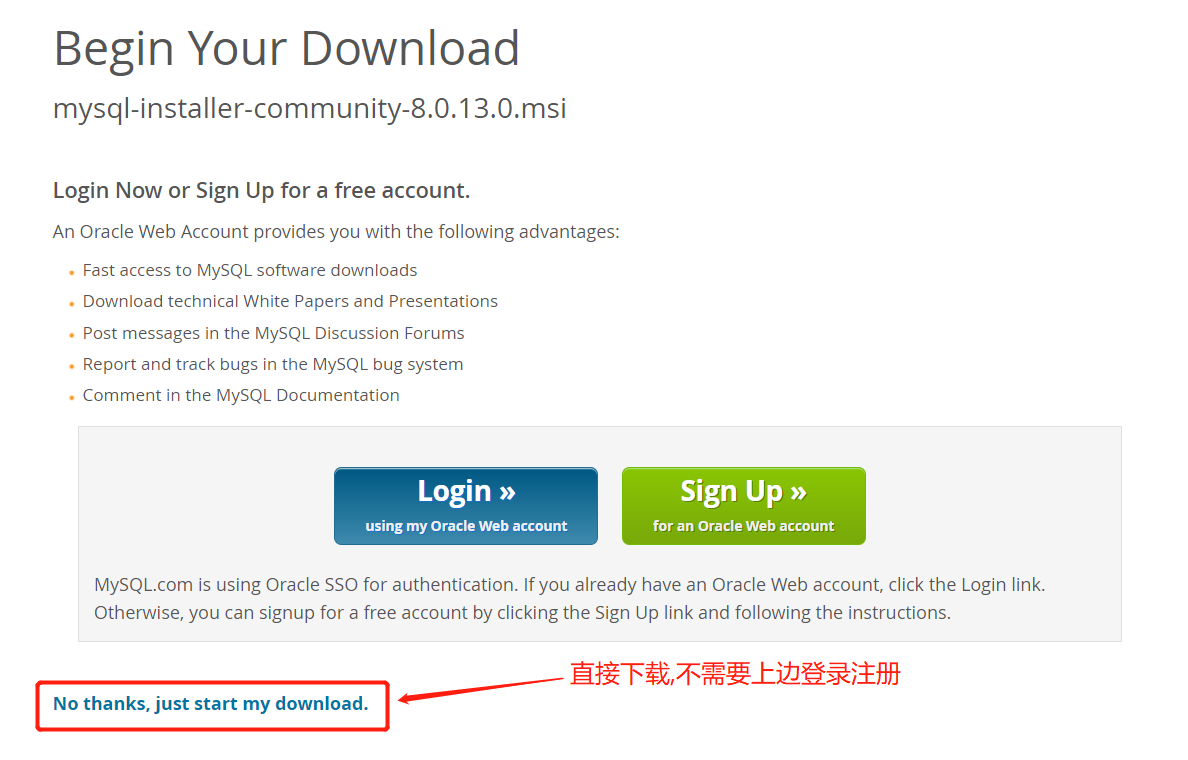 Begin Your Download
mysql-installer-community-8.0.13.0.msi
Login Now or Sign Up for a free account.
An Oracle Web Account provides you with the following advantages:
Fast access to MySQL software downloads
Download technical White Papers and Presentations
Post messages in the MySQL Discussion Forums
Report and track bugs in the MySQL bug system
Comment in the MySQL Documentation
Login »
using my Oracle Web account
Sign Up »
for an Oracle Web account
MySQL.com is using Oracle SSO for authentication. If you already have an Oracle Web account, click the Login link.
Otherwise, you can signup for a free account by clicking the Sign Up link and following the instructions.
直接下载,不需要上边登录注册
No thanks, just start my download.